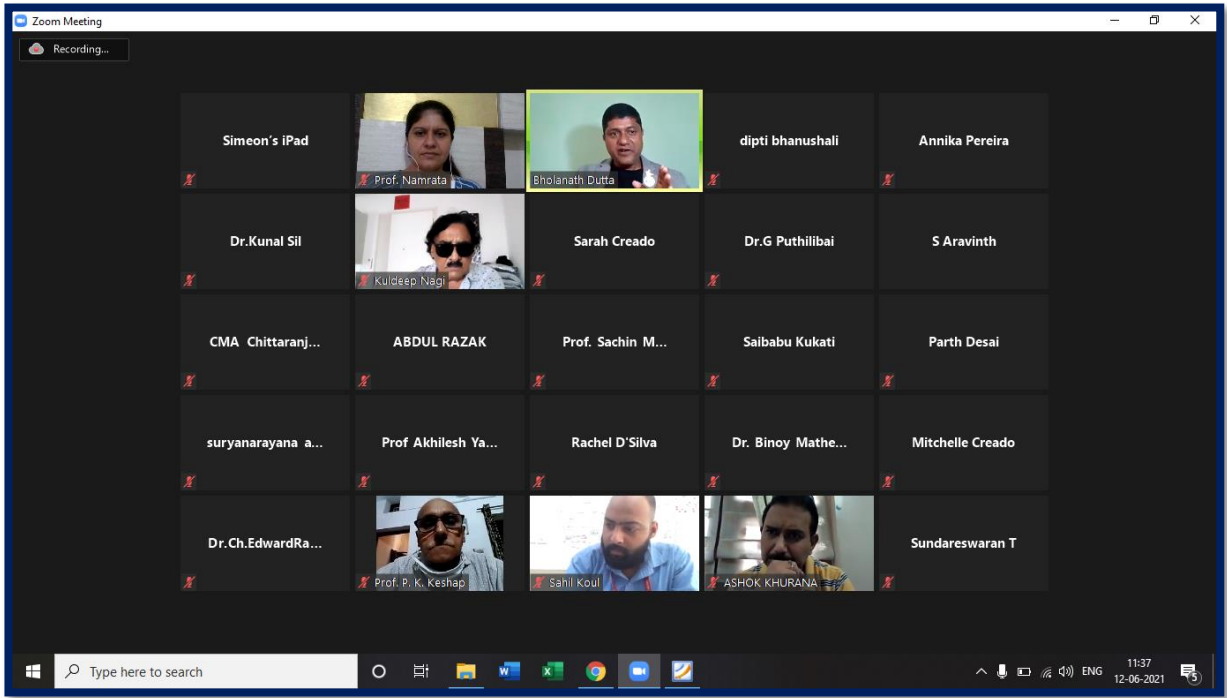 Zoom Meeting
Recording...
Simeon's iPad
Prof. Namrata
Bholanath Dutta
dipti bhanushali
Annika Pereira
Dr.Kunal Sil
Kuldeep Nagi
Sarah Creado
Dr.G Puthilibai
S Aravinth
CMA Chittaranj...
ABDUL RAZAK
Prof. Sachin M...
Saibabu Kukati
Parth Desai
suryanarayana a...
Prof Akhilesh Ya...
Rachel D'Silva
Dr. Binoy Mathe...
Mitchelle Creado
Dr.Ch.EdwardRa...
Prof. P. K. Keshap
Sahil Koul
ASHOK KHURANA
Sundareswaran T
Type here to search
ENG
11:37
12-06-2021
5